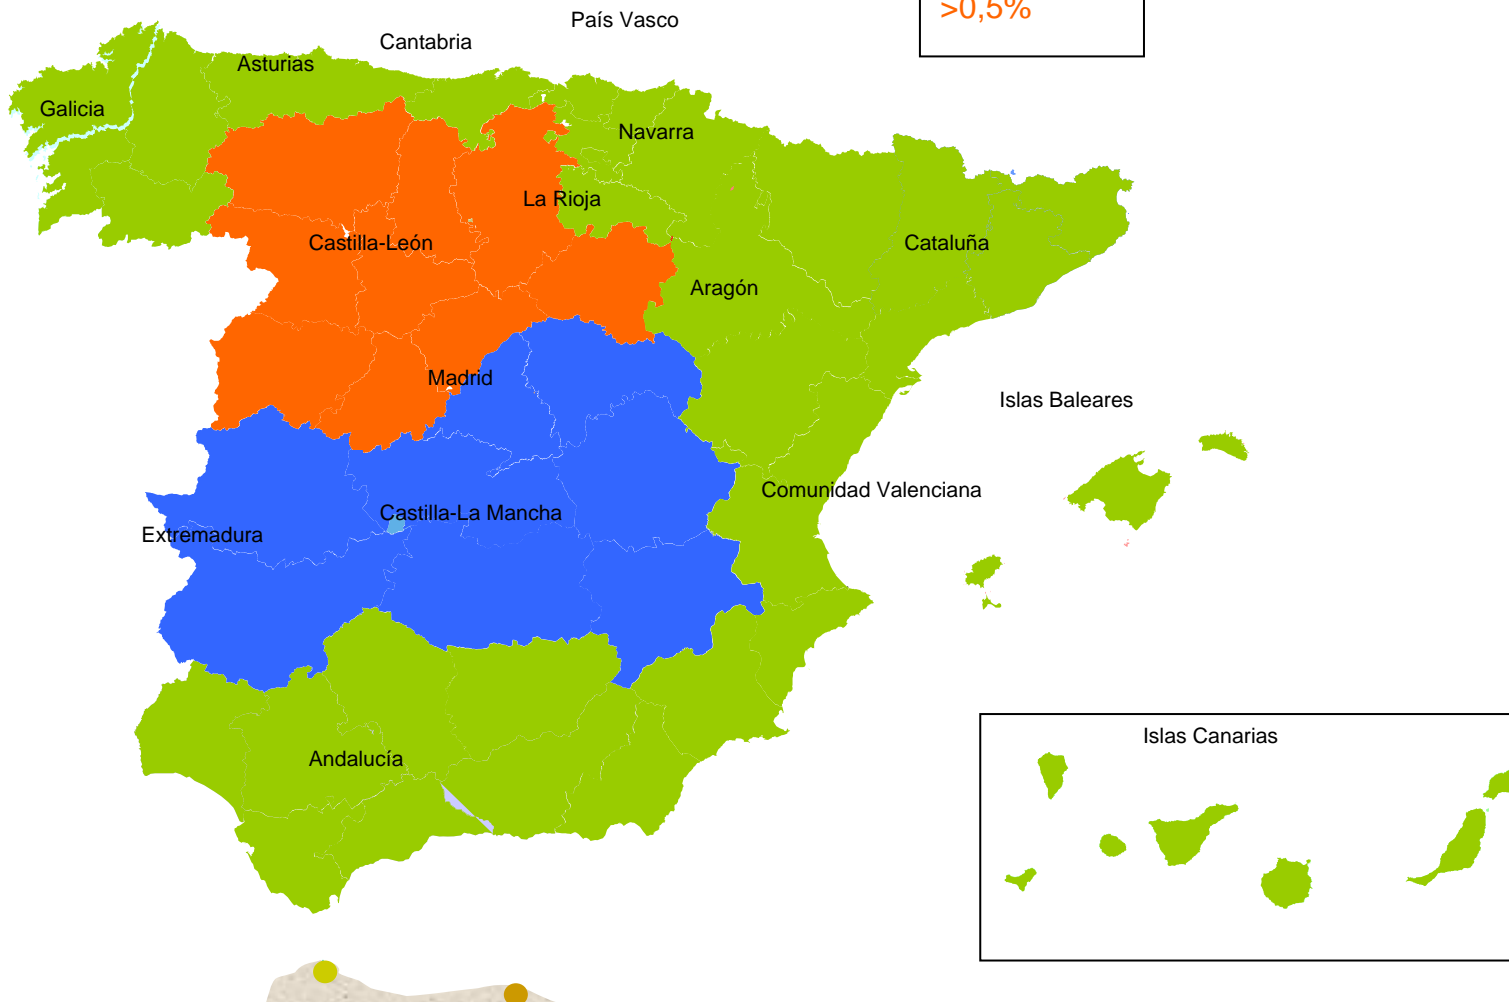 >0,5%
País Vasco
Cantabria
Asturias
Galicia
Navarra
La Rioja
Castilla-León
Cataluña
Aragón
Madrid
Islas Baleares
Comunidad Valenciana
Castilla-La Mancha
Extremadura
Islas Canarias
Andalucía